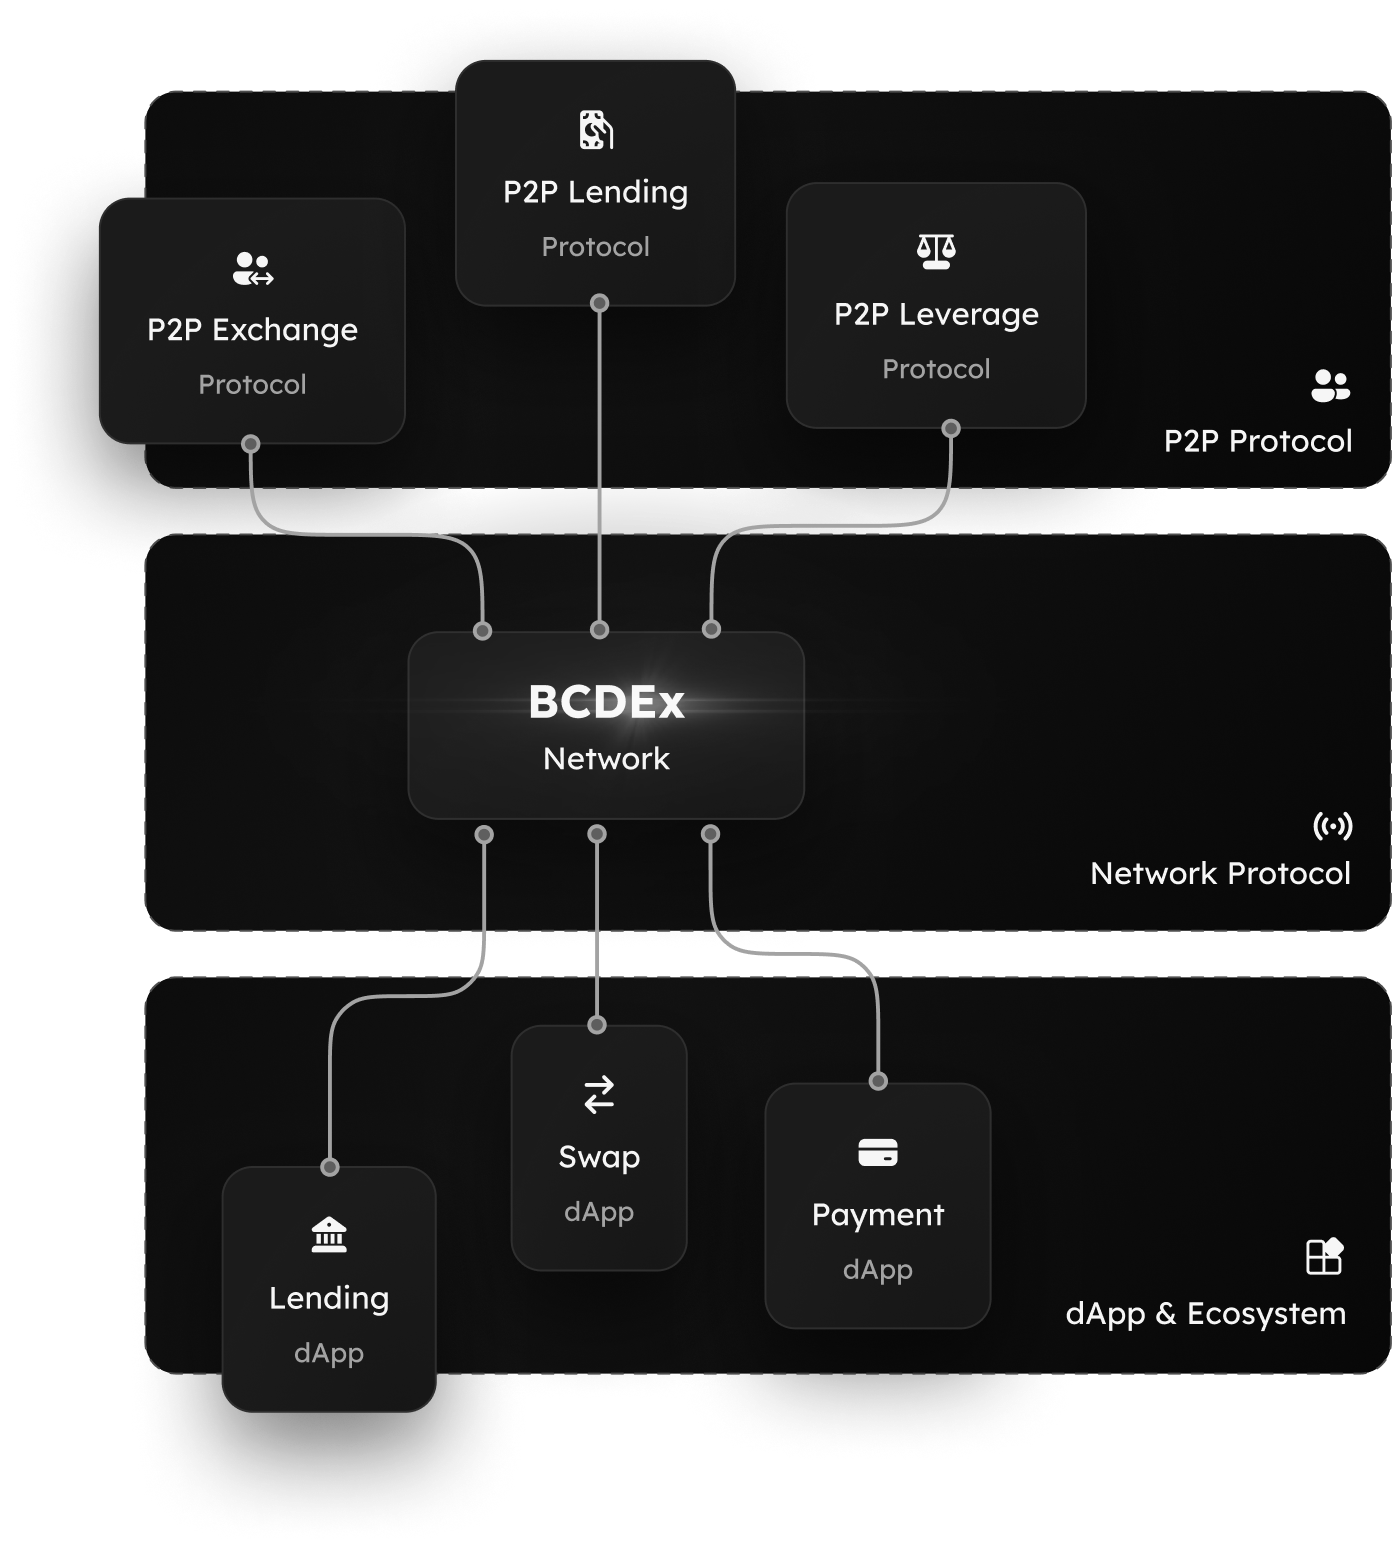 P2P Lending
Protocol
P2P Exchange
Protocol
P2P Leverage
Protocol
P2P Protocol
BCDEx
Network
Network Protocol
Swap
dApp
Payment
dApp
Lending
dApp
dApp & Ecosystem